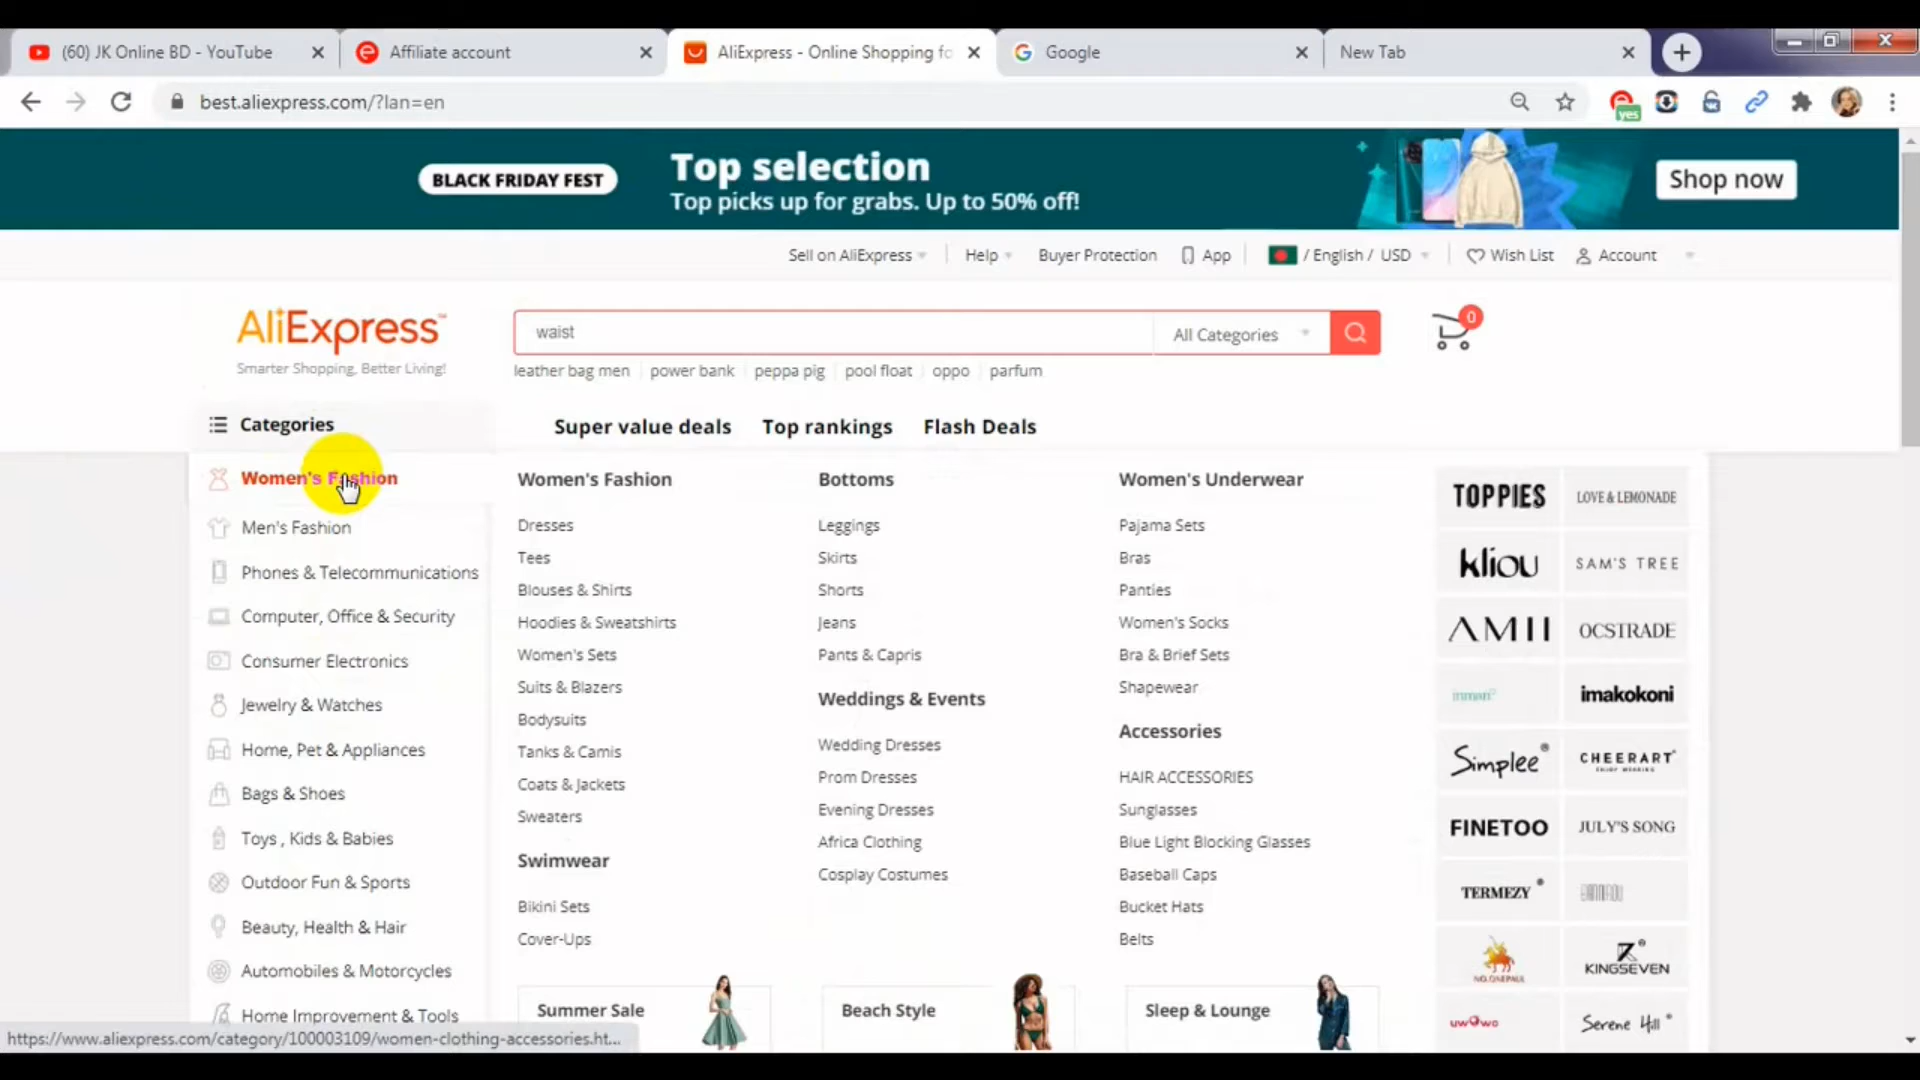 (60) JK Online BD - YouTube
Affiliate account
AliExpress - Online Shopping fo
Google
New Tab
best.aliexpress.com/?lan=en
yes
BLACK FRIDAY FEST
Top selection
Top picks up for grabs. Up to 50% off!
Shop now
Sell on AliExpress
Help
Buyer Protection
App
/ English / USD
Wish List
Account
AliExpress™
Smarter Shopping, Better Living!
waist
All Categories
0
leather bag men
power bank
peppa pig
pool float
oppo
parfum
Categories
Super value deals
Top rankings
Flash Deals
Women's Fashion
Men's Fashion
Phones & Telecommunications
Computer, Office & Security
Consumer Electronics
Jewelry & Watches
Home, Pet & Appliances
Bags & Shoes
Toys , Kids & Babies
Outdoor Fun & Sports
Beauty, Health & Hair
Automobiles & Motorcycles
Home Improvement & Tools
Women's Fashion
Dresses
Tees
Blouses & Shirts
Hoodies & Sweatshirts
Women's Sets
Suits & Blazers
Bodysuits
Tanks & Camis
Coats & Jackets
Sweaters
Swimwear
Bikini Sets
Cover-Ups
Bottoms
Leggings
Skirts
Shorts
Jeans
Pants & Capris
Weddings & Events
Wedding Dresses
Prom Dresses
Evening Dresses
Africa Clothing
Cosplay Costumes
Women's Underwear
Pajama Sets
Bras
Panties
Women's Socks
Bra & Brief Sets
Shapewear
Accessories
HAIR ACCESSORIES
Sunglasses
Blue Light Blocking Glasses
Baseball Caps
Bucket Hats
Belts
TOPPIES
LOVE & LEMONADE
kliou
SAM'S TREE
AMII
OCSTRADE
inman
imakokoni
Simplee®
CHEERART®
ENJOY WEARING
FINETOO
JULY'S SONG
TERMEZY®
NO.ONEPAUL
KINGSEVEN
uwowo
Serene Hill®
Summer Sale
Beach Style
Sleep & Lounge
https://www.aliexpress.com/category/100003109/women-clothing-accessories.ht...